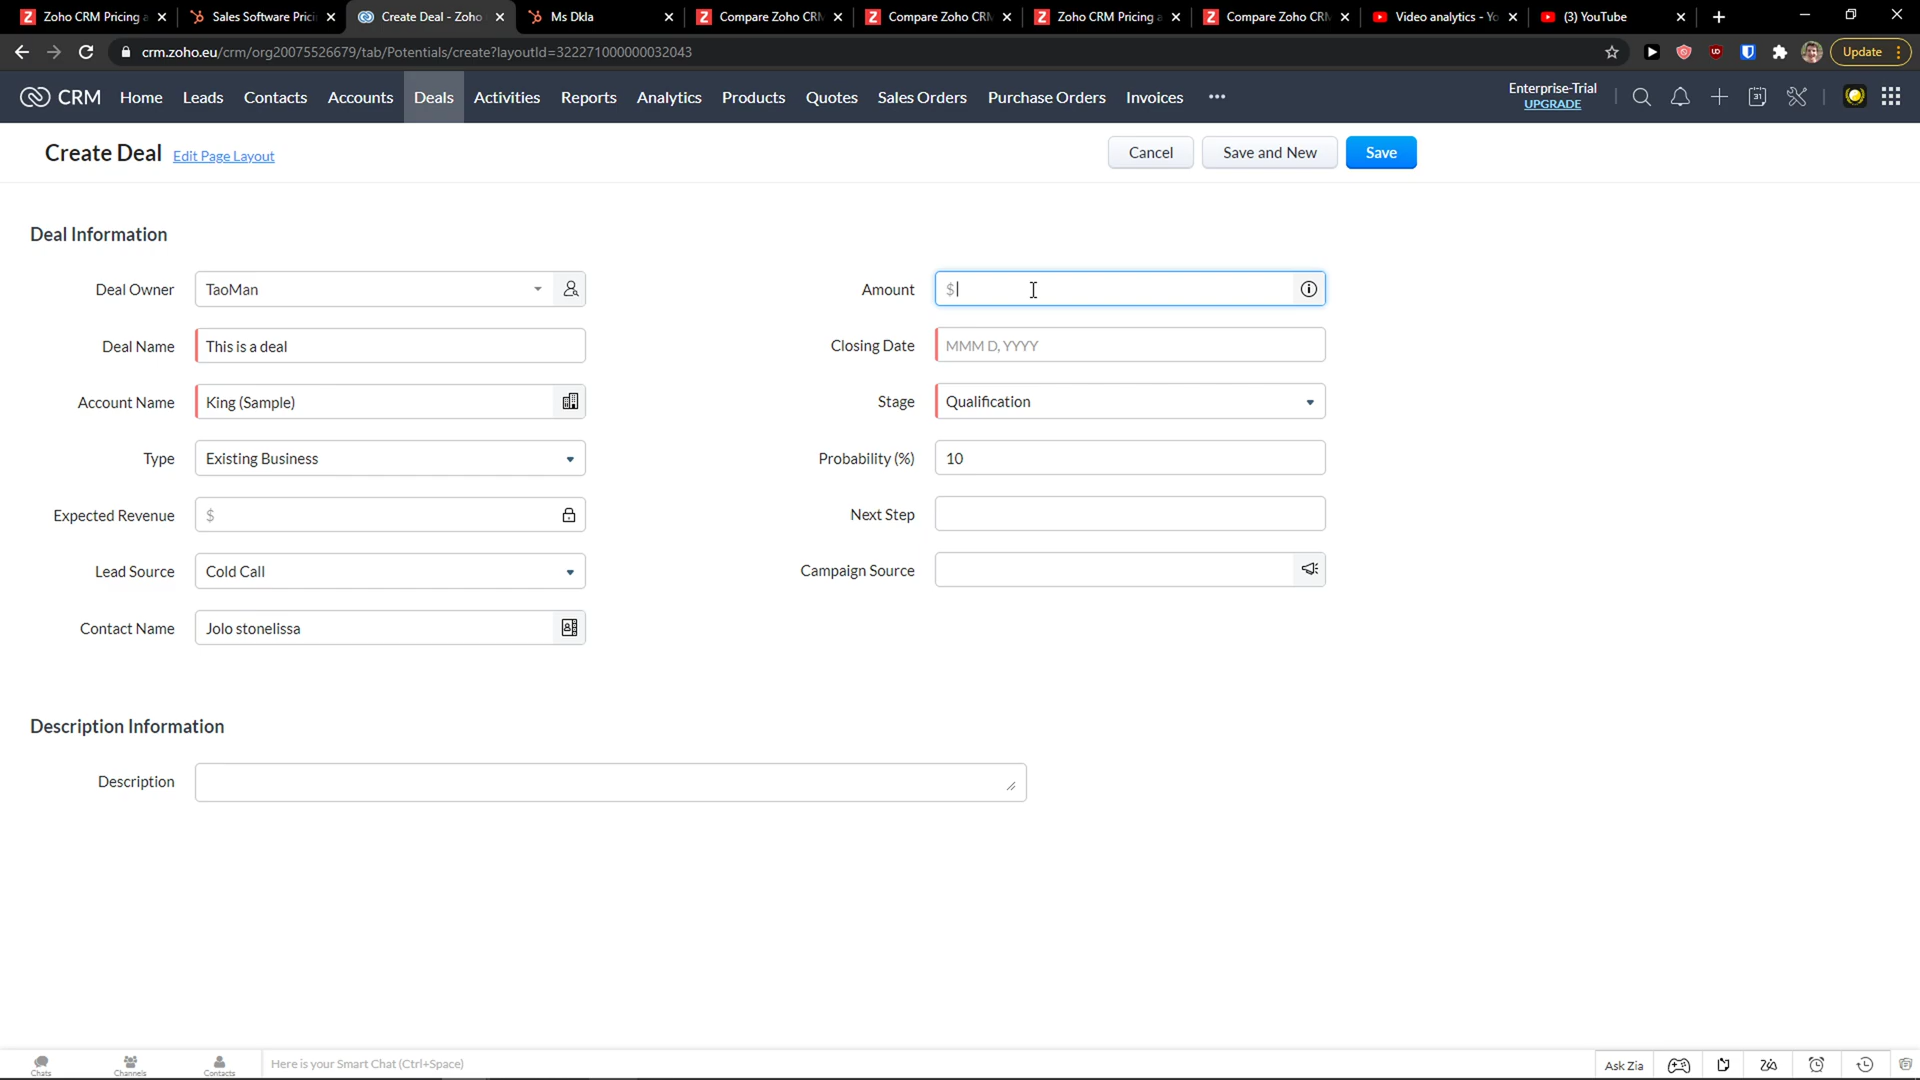 Zoho CRM Pricing a
Sales Software Prici
Create Deal - Zoho
Ms Dkla
Compare Zoho CRM
Compare Zoho CRM
Zoho CRM Pricing a
Compare Zoho CRM
Video analytics - Yo
(3) YouTube
crm.zoho.eu/crm/org20075526679/tab/Potentials/create?layoutId=322271000000032043
Update
CRM Home Leads Contacts Accounts Deals Activities Reports Analytics Products Quotes Sales Orders Purchase Orders Invoices
Enterprise-Trial
UPGRADE
Create Deal Edit Page Layout Cancel Save and New Save
Deal Information
Deal Owner TaoMan Amount $
Deal Name This is a deal Closing Date MMM D, YYYY
Account Name King (Sample) Stage Qualification
Type Existing Business Probability (%) 10
Expected Revenue $ Next Step
Lead Source Cold Call Campaign Source
Contact Name Jolo stonelissa
Description Information
Description
Chats Channels Contacts Here is your Smart Chat (Ctrl+Space) Ask Zia